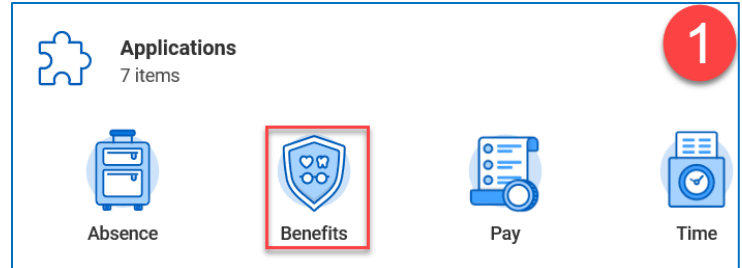 Applications
7 items
1
Absence
Benefits
Pay
Time